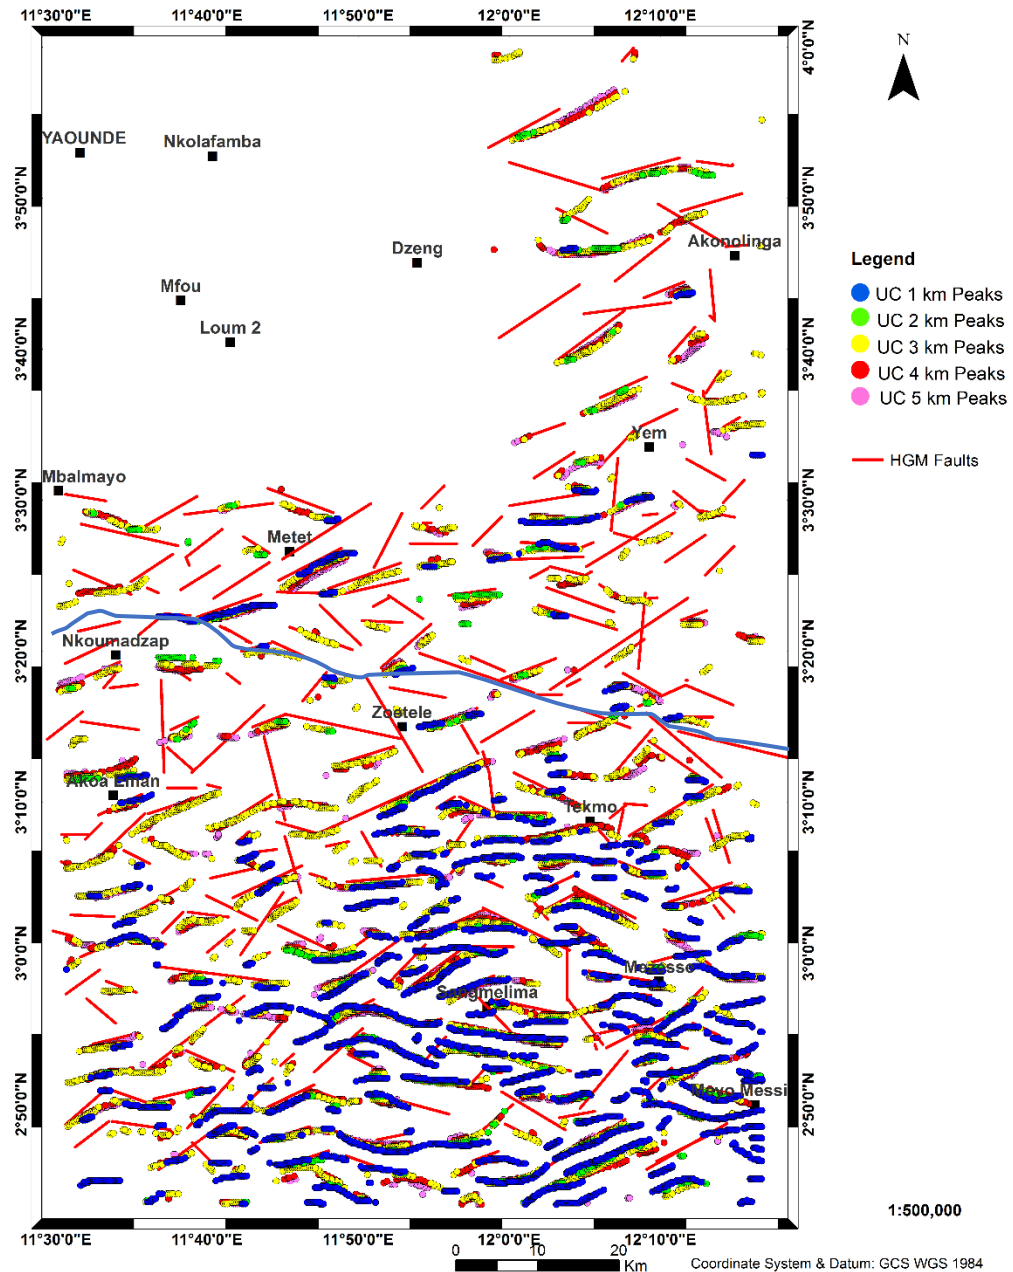 11°30'0"E 11°40'0"E 11°50'0"E 12°0'0"E 12°10'0"E
4°0'0"N
N
YAOUNDE
Nkolafamba
3°50'0"N 3°50'0"N
Dzeng
Akonolinga
Mfou
Loum 2
Legend
UC 1 km Peaks
UC 2 km Peaks
UC 3 km Peaks
UC 4 km Peaks
UC 5 km Peaks
HGM Faults
3°40'0"N 3°40'0"N
Yem
Mbalmayo
3°30'0"N 3°30'0"N
Metet
Nkoumadzap
3°20'0"N 3°20'0"N
Zoetele
Akoa Eman
3°10'0"N 3°10'0"N
Tekmo
3°0'0"N 3°0'0"N
Mezesse
Sangmelima
Meyo Messi
2°50'0"N 2°50'0"N
1:500,000
11°30'0"E 11°40'0"E 11°50'0"E 12°0'0"E 12°10'0"E
0 10 20
Km
Coordinate System & Datum: GCS WGS 1984